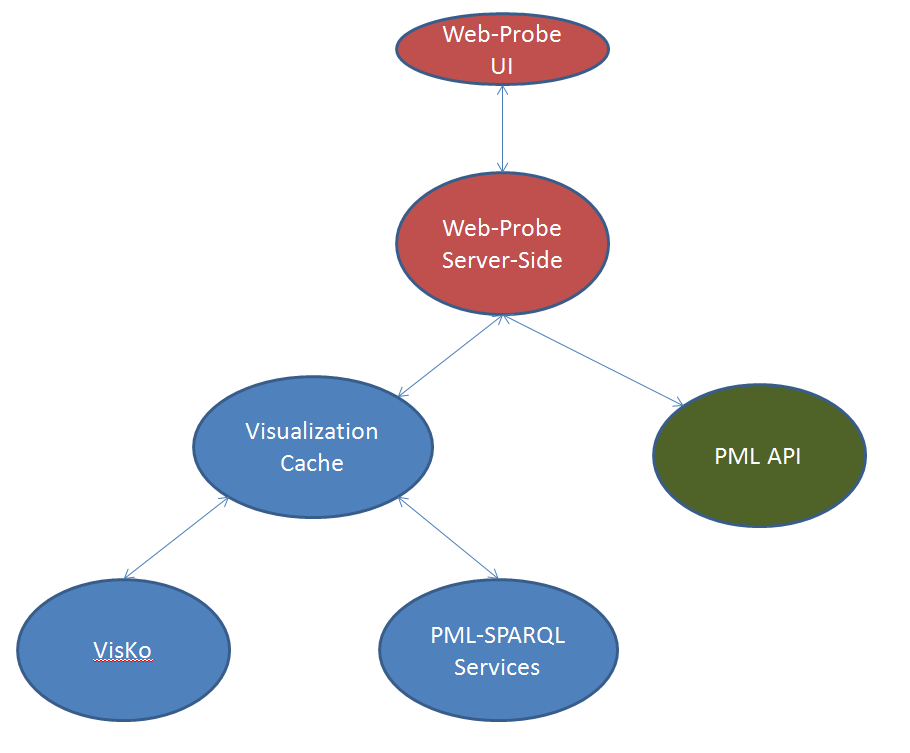 Web-Probe
UI
Web-Probe
Server-Side
Visualization
Cache
PML API
VisKo
PML-SPARQL
Services